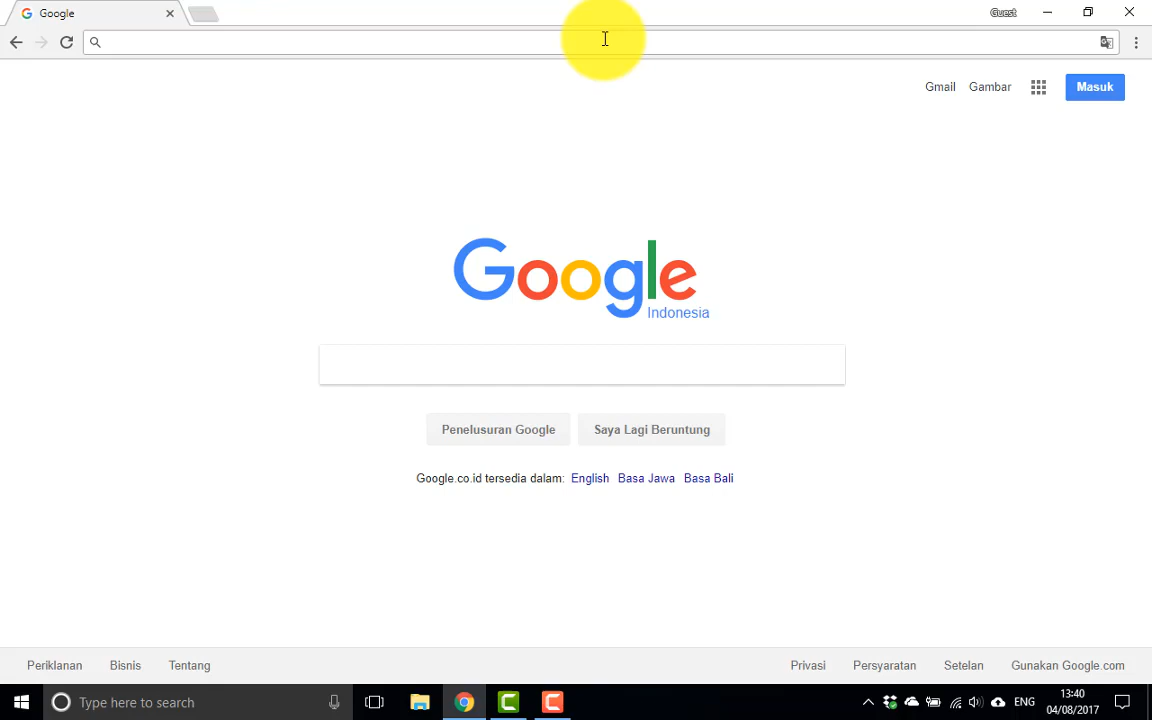 Google
Guest
Gmail Gambar Masuk
Google
Indonesia
Penelusuran Google Saya Lagi Beruntung
Google.co.id tersedia dalam: English Basa Jawa Basa Bali
Periklanan Bisnis Tentang Privasi Persyaratan Setelan Gunakan Google.com
Type here to search ENG 13:40
04/08/2017